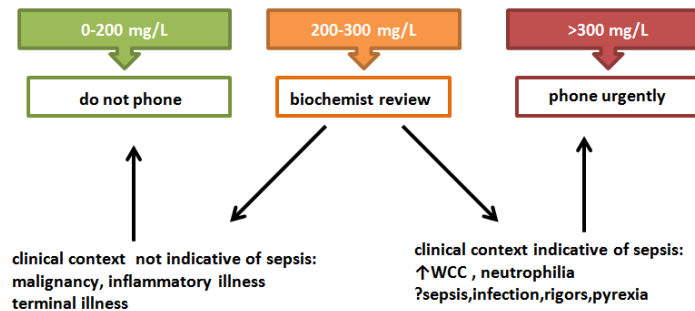 0-200 mg/L
200-300 mg/L
>300 mg/L
do not phone
biochemist review
phone urgently
clinical context  not indicative of sepsis:
malignancy, inflammatory illness
terminal illness
clinical context indicative of sepsis:
↑WCC , neutrophilia
?sepsis,infection,rigors,pyrexia